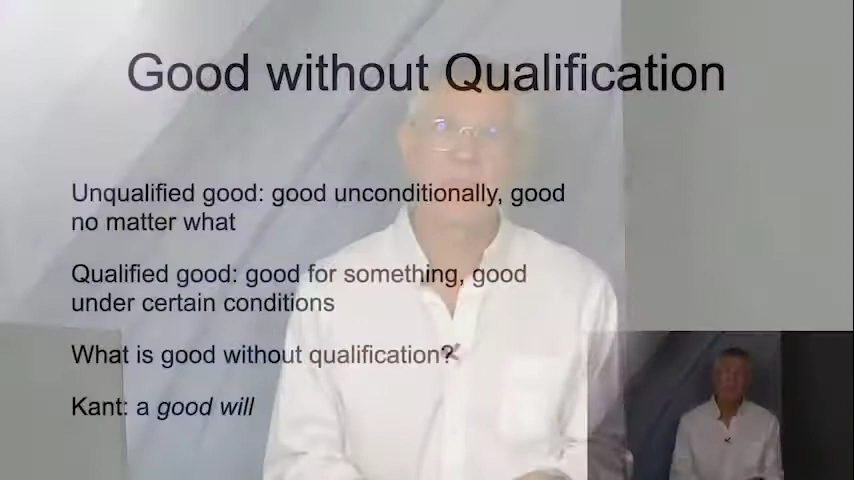 Good without Qualification
Unqualified good: good unconditionally, good
no matter what
Qualified good: good for something, good
under certain conditions
What is good without qualification?
Kant: a good will